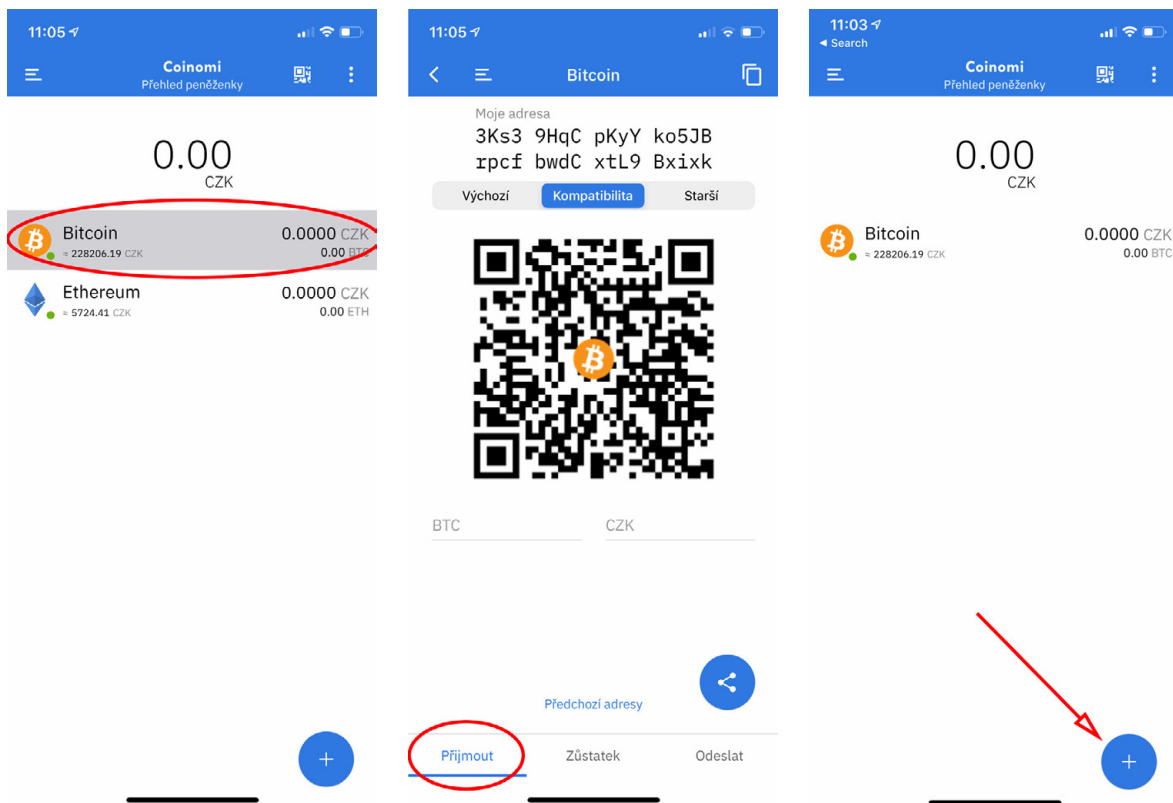 11:05
Coinomi
Přehled peněženky
0.00
CZK
Bitcoin
0.0000 CZK
≈ 228206.19 CZK
0.00 BTC
Ethereum
0.0000 CZK
≈ 5724.41 CZK
0.00 ETH
+
11:05
Bitcoin
Moje adresa
3Ks3 9HqC pKyY ko5JB
rpcf bwdC xtL9 Bxixk
Výchozí Kompatibilita Starší
BTC CZK
Předchozí adresy
Přijmout Zůstatek Odeslat
11:03
◄ Search
Coinomi
Přehled peněženky
0.00
CZK
Bitcoin
0.0000 CZK
≈ 228206.19 CZK
0.00 BTC
+